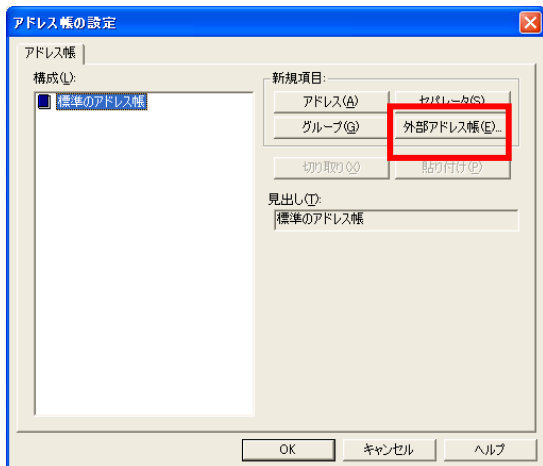 アドレス帳の設定
アドレス帳
構成(L):
標準のアドレス帳
新規項目:
アドレス(A)
セパレータ(S)
グループ(G)
外部アドレス帳(E)...
切り取り(X)
貼り付け(P)
見出し(T):
標準のアドレス帳
OK
キャンセル
ヘルプ